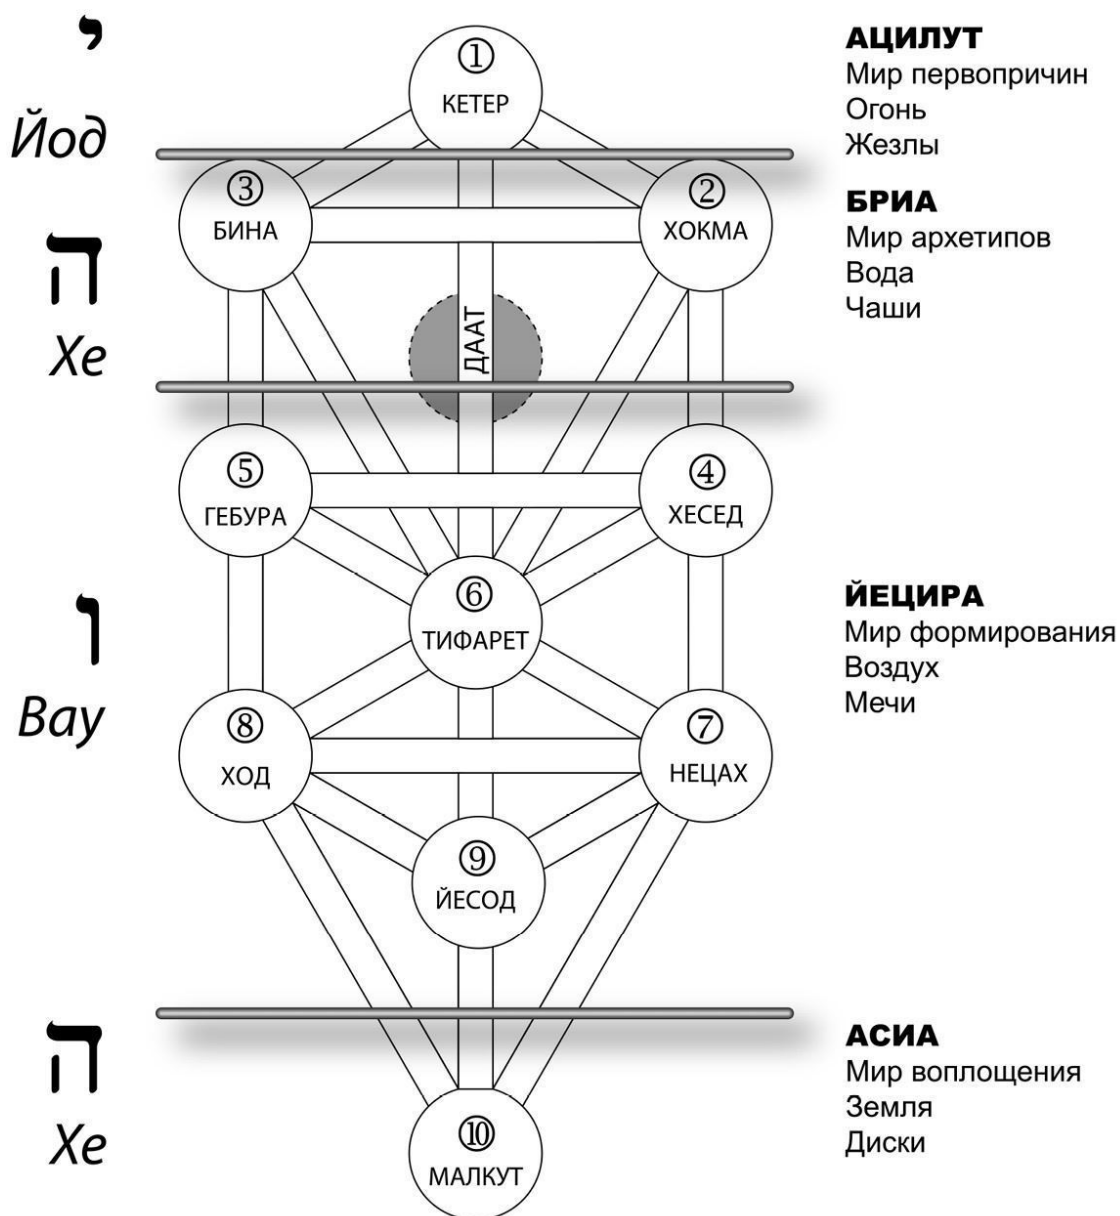 י
Йод
①
КЕТЕР
АЦИЛУТ
Мир первопричин
Огонь
Жезлы
③
БИНА
②
ХОКМА
БРИА
Мир архетипов
Вода
Чаши
ה
Хе
ДААТ
⑤
ГЕБУРА
④
ХЕСЕД
⑥
ТИФАРЕТ
ו
Вау
ЙЕЦИРА
Мир формирования
Воздух
Мечи
⑧
ХОД
⑦
НЕЦАХ
⑨
ЙЕСОД
ה
Хе
⑩
МАЛКУТ
АСИА
Мир воплощения
Земля
Диски